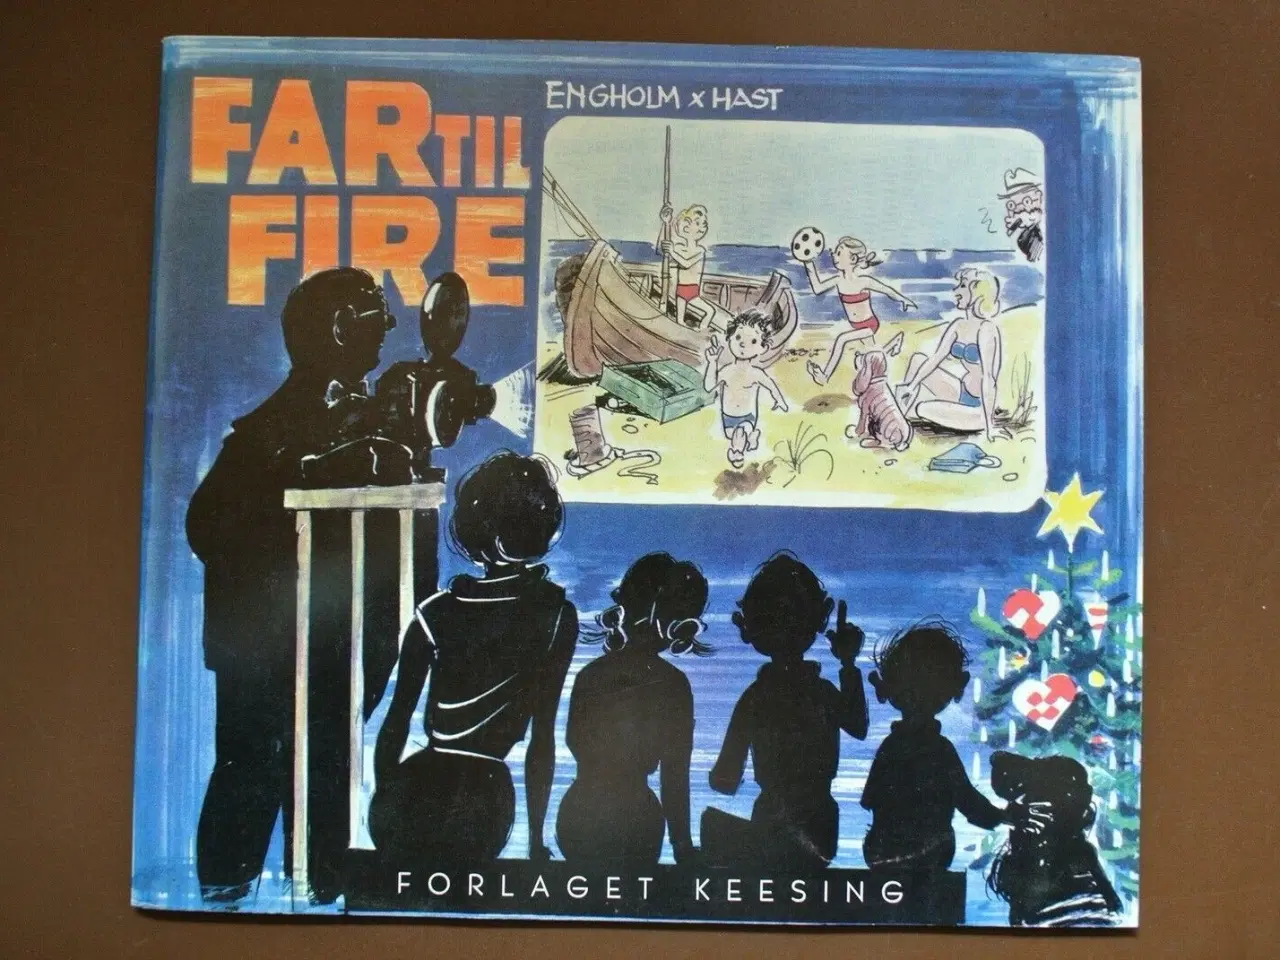 FAR TIL
FIRE
ENGHOLM x HAST
FORLAGET KEESING